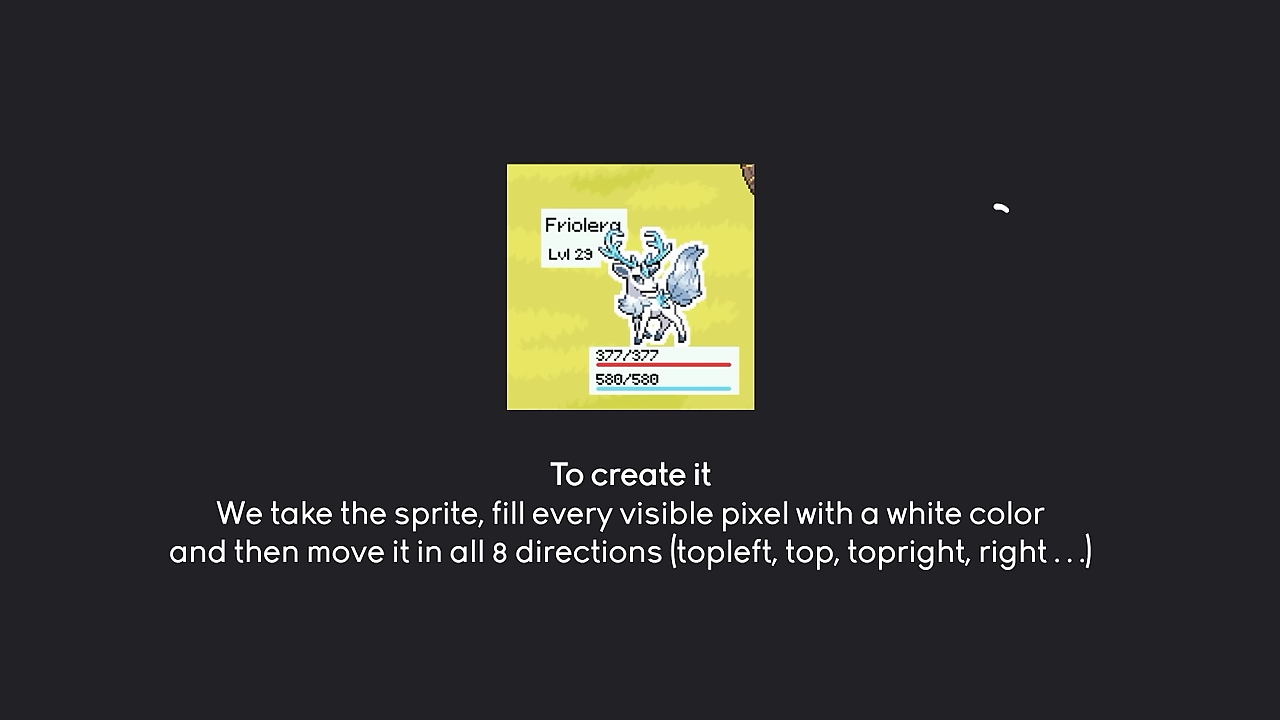 Friolera
Lvl 29
377/377
580/580
To create it
We take the sprite, fill every visible pixel with a white color
and then move it in all 8 directions (topleft, top, topright, right . . .)